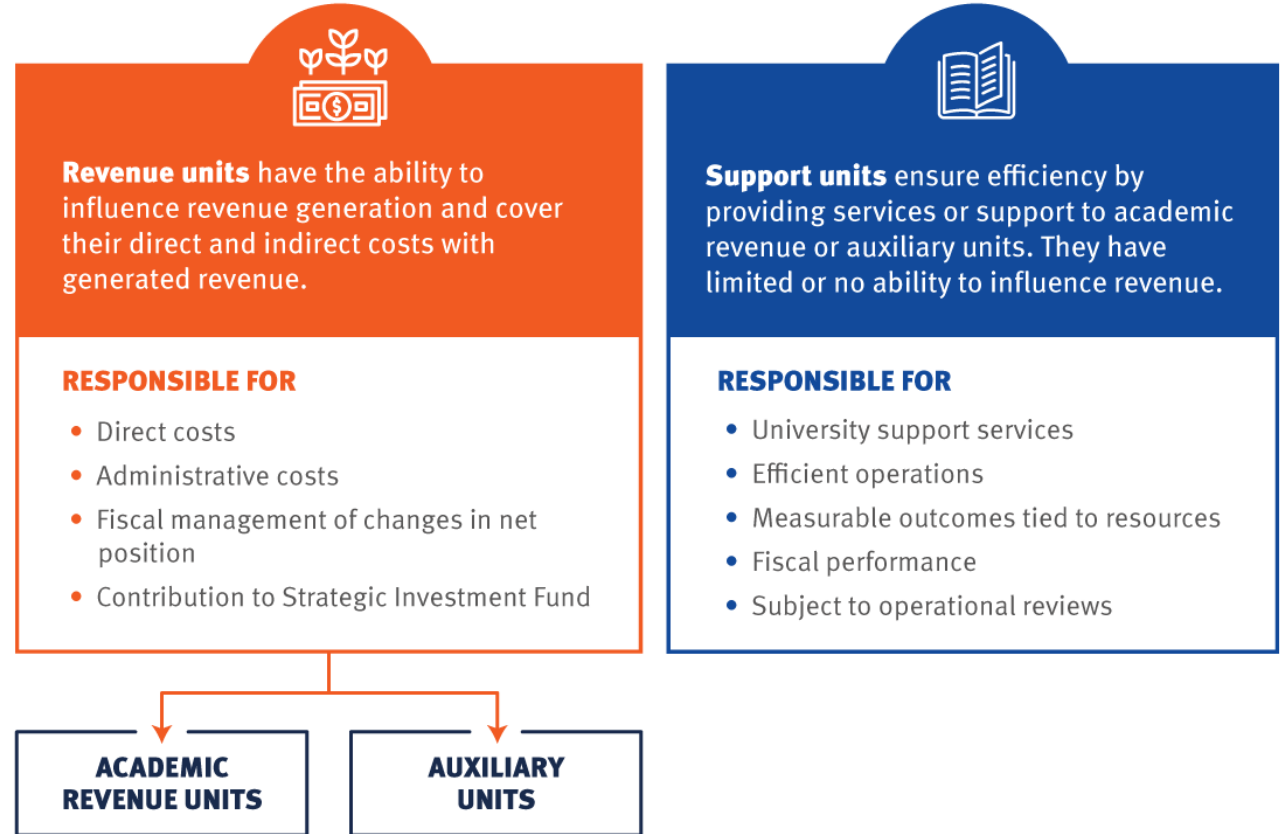 Revenue units have the ability to
influence revenue generation and cover
their direct and indirect costs with
generated revenue.
RESPONSIBLE FOR
• Direct costs
• Administrative costs
• Fiscal management of changes in net
position
• Contribution to Strategic Investment Fund
ACADEMIC
REVENUE UNITS
AUXILIARY
UNITS
Support units ensure efficiency by
providing services or support to academic
revenue or auxiliary units. They have
limited or no ability to influence revenue.
RESPONSIBLE FOR
• University support services
• Efficient operations
• Measurable outcomes tied to resources
• Fiscal performance
• Subject to operational reviews